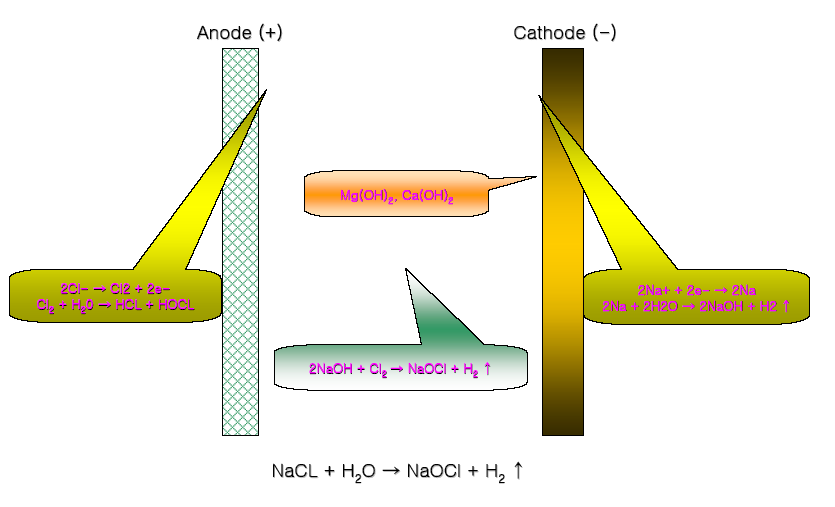 Anode (+)
Cathode (−)
Mg(OH)₂, Ca(OH)₂
2Cl− → Cl2 + 2e−
Cl₂ + H₂0 → HCL + HOCL
2Na+ + 2e− → 2Na
2Na + 2H2O → 2NaOH + H2 ↑
2NaOH + Cl₂ → NaOCl + H₂ ↑
NaCL + H₂O → NaOCl + H₂ ↑